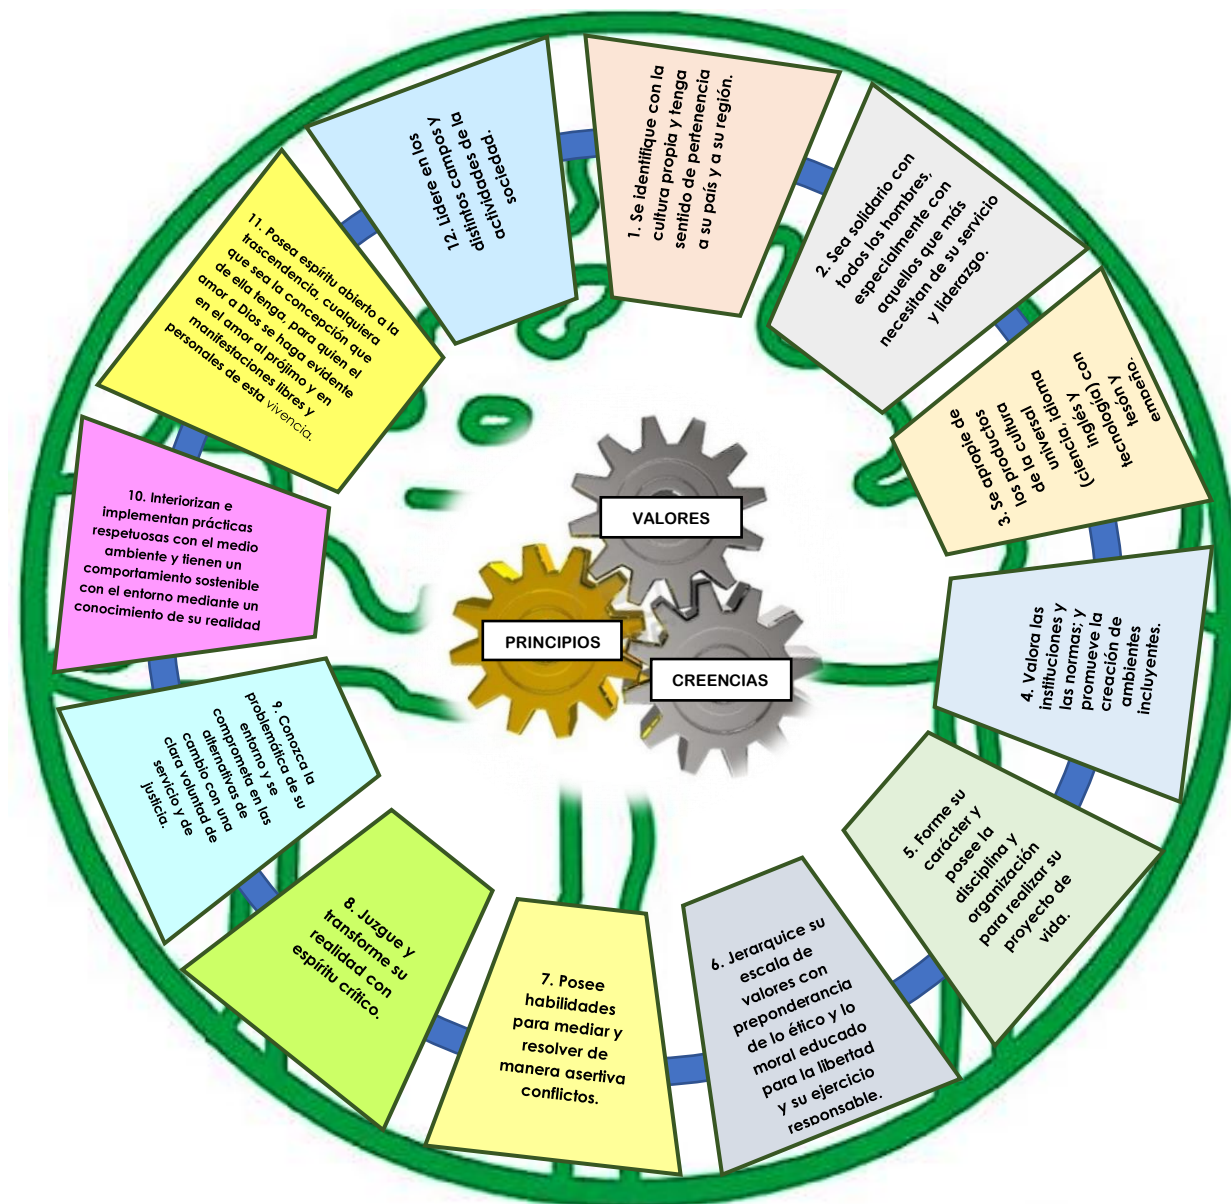 1. Se identifique con la
cultura propia y tenga
sentido de pertenencia
a su país y a su región.
2. Sea solidario con
todos los hombres,
especialmente con
aquellos que más
necesitan de su servicio
y liderazgo.
3. Se apropie de
los productos
de la cultura
universal
(ciencia, idioma
inglés y
tecnología) con
tesón y
empeño.
4. Valora las
instituciones y
las normas; y
promueve la
creación de
ambientes
incluyentes.
5. Forme su
carácter y
posee la
disciplina y
organización
para realizar su
proyecto de
vida.
6. Jerarquice su
escala de
valores con
preponderancia
de lo ético y lo
moral educado
para la libertad
y su ejercicio
responsable.
7. Posee
habilidades
para mediar y
resolver de
manera asertiva
conflictos.
8. Juzgue y
transforme su
realidad con
espíritu crítico.
9. Conozca la
problemática de su
entorno y se
comprometa en las
alternativas de
cambio con una
clara voluntad de
servicio y de
justicia.
10. Interiorizan e
implementan prácticas
respetuosas con el medio
ambiente y tienen un
comportamiento sostenible
con el entorno mediante un
conocimiento de su realidad
11. Posea espíritu abierto a la
trascendencia, cualquiera
que sea la concepción que
de ella tenga, para quien el
amor a Dios se haga evidente
en el amor al prójimo y en
manifestaciones libres y
personales de esta vivencia.
12. Lidere en los
distintos campos y
actividades de la
sociedad.
VALORES
PRINCIPIOS
CREENCIAS